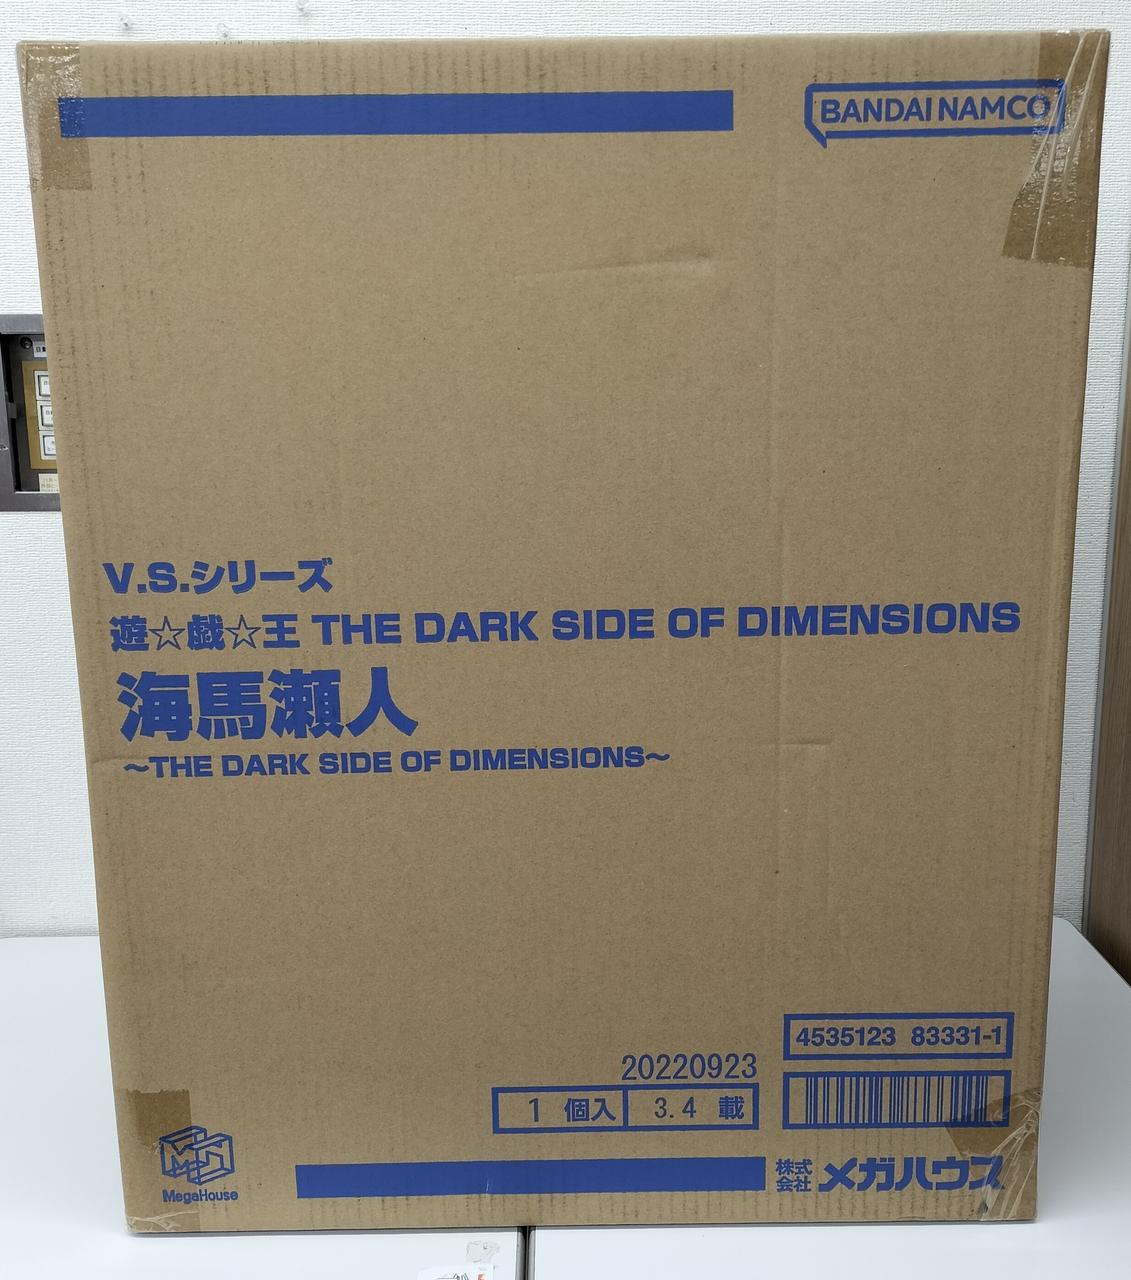 BANDAI NAMCO
V.S.シリーズ
遊☆戯☆王 THE DARK SIDE OF DIMENSIONS
海馬瀬人
～THE DARK SIDE OF DIMENSIONS～
4535123 83331-1
20220923
1 個入 3.4 載
MegaHouse
株式会社 メガハウス